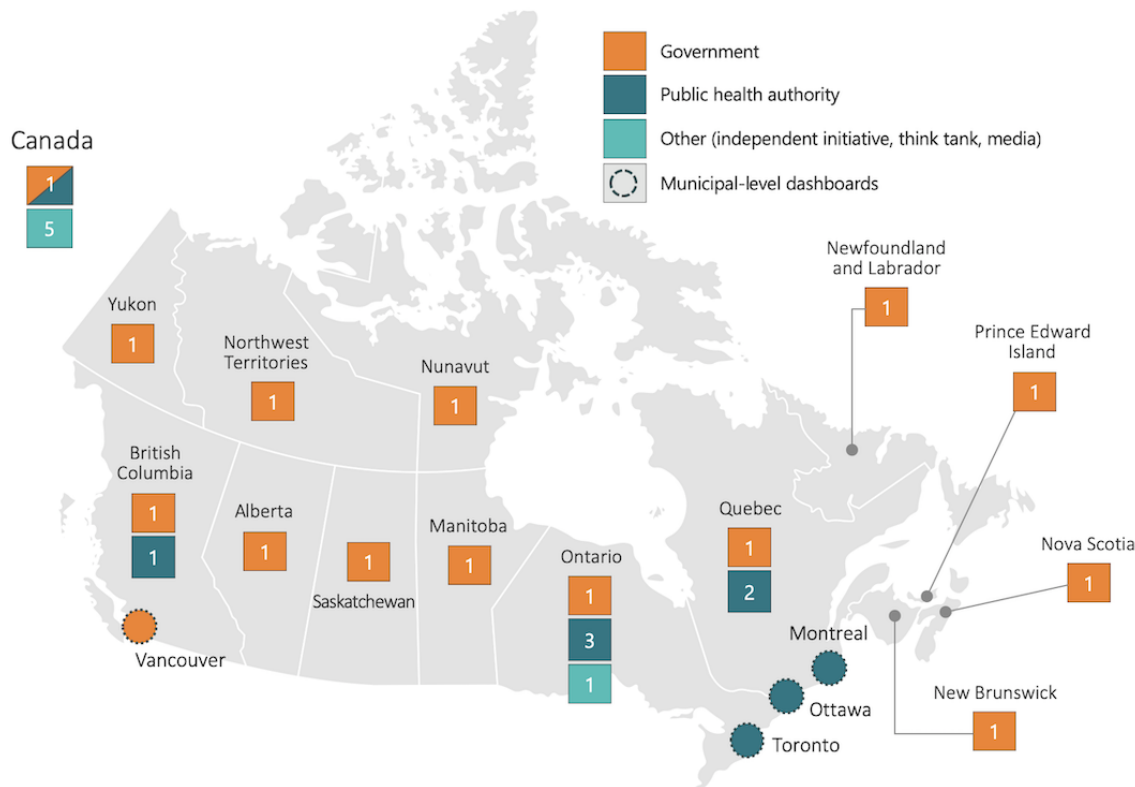 Government
Public health authority
Other (independent initiative, think tank, media)
Municipal-level dashboards
Canada
1
5
Yukon
1
Northwest
Territories
1
Nunavut
1
Newfoundland
and Labrador
1
Prince Edward
Island
1
British
Columbia
1
1
Alberta
1
1
Saskatchewan
Manitoba
1
Ontario
1
3
1
Quebec
1
2
Nova Scotia
1
Vancouver
Montreal
Ottawa
Toronto
New Brunswick
1